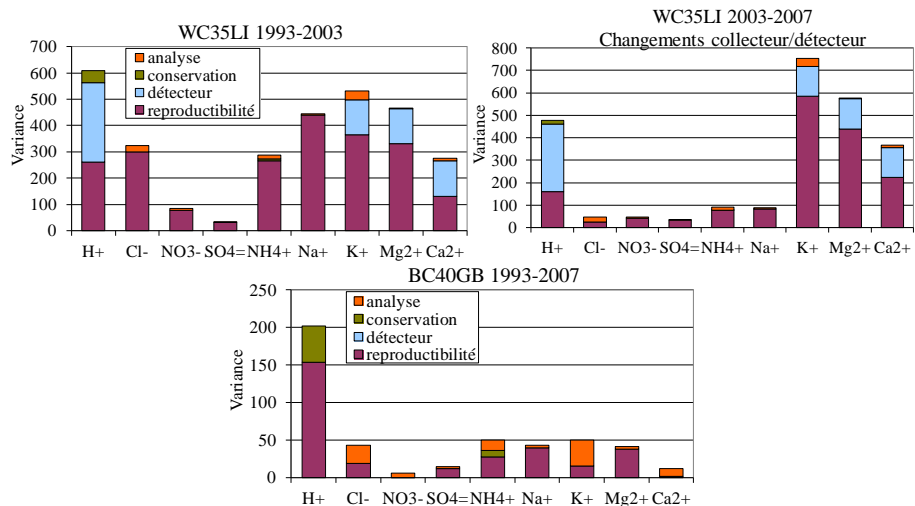 WC35LI 1993-2003
700
600
500
400
300
200
100
0
Variance
analyse
conservation
détecteur
reproductibilité
H+ Cl- NO3- SO4= NH4+ Na+ K+ Mg2+ Ca2+
WC35LI 2003-2007
Changements collecteur/détecteur
800
700
600
500
400
300
200
100
0
Variance
H+ Cl- NO3- SO4= NH4+ Na+ K+ Mg2+ Ca2+
BC40GB 1993-2007
250
200
150
100
50
0
Variance
analyse
conservation
détecteur
reproductibilité
H+ Cl- NO3- SO4= NH4+ Na+ K+ Mg2+ Ca2+